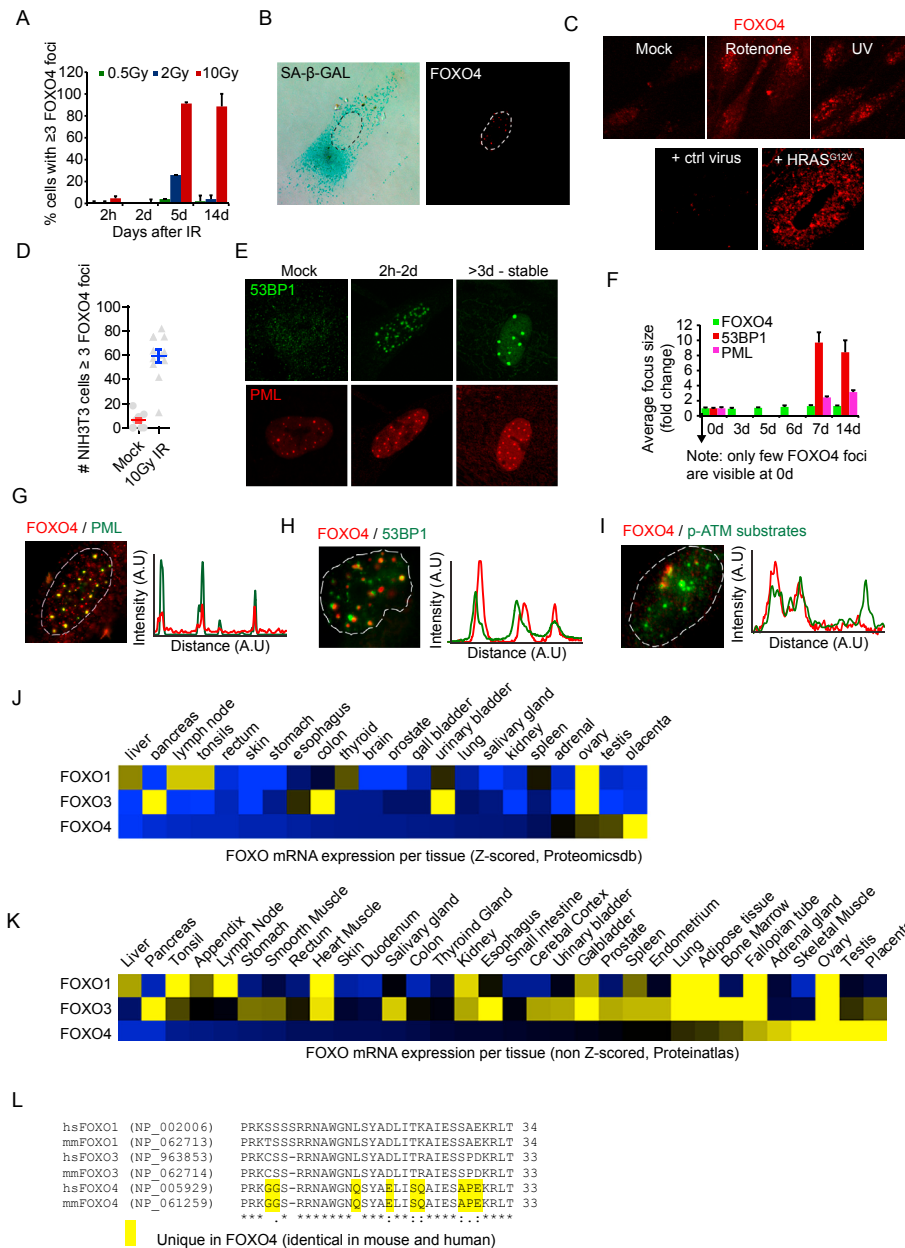 A
% cells with ≥3 FOXO4 foci
0.5Gy 2Gy 10Gy
120
100
80
60
40
20
0
2h 2d 5d 14d
Days after IR
B
SA-β-GAL
FOXO4
C
FOXO4
Mock
Rotenone
UV
+ ctrl virus
+ HRASG12V
D
# NIH3T3 cells ≥ 3 FOXO4 foci
100
80
60
40
20
0
Mock
10Gy IR
E
Mock
2h-2d
>3d - stable
53BP1
PML
F
FOXO4
53BP1
PML
Average focus size
(fold change)
12
10
8
6
4
2
0
0d 3d 5d 6d 7d 14d
Note: only few FOXO4 foci
are visible at 0d
G
FOXO4 / PML
Intensity (A.U)
Distance (A.U)
H
FOXO4 / 53BP1
Intensity (A.U)
Distance (A.U)
I
FOXO4 / p-ATM substrates
Intensity (A.U)
Distance (A.U)
J
liver pancreas lymph node tonsils rectum skin stomach esophagus colon thyroid brain prostate gall bladder urinary bladder lung salivary gland kidney spleen adrenal ovary testis placenta
FOXO1
FOXO3
FOXO4
FOXO mRNA expression per tissue (Z-scored, Proteomicsdb)
K
Liver Pancreas Tonsil Appendix Lymph Node Stomach Smooth Muscle Rectum Heart Muscle Skin Duodenum Salivary gland Colon Thyroid Gland Kidney Esophagus Small intestine Cerebral Cortex Urinary bladder Galbladder Prostate Spleen Endometrium Lung Adipose tissue Bone Marrow Fallopian tube Adrenal gland Skeletal Muscle Ovary Testis Placenta
FOXO1
FOXO3
FOXO4
FOXO mRNA expression per tissue (non Z-scored, Proteinatlas)
L
hsFOXO1 (NP_002006) PRKSSSSRRNAWGNLSYADLITKAIESSAEKRLT 34
mmFOXO1 (NP_062713) PRKTSSSRRNAWGNLSYADLITKAIESSAEKRLT 34
hsFOXO3 (NP_963853) PRKCSS-RRNAWGNLSYADLITRAIESSPDKRLT 33
mmFOXO3 (NP_062714) PRKCSS-RRNAWGNLSYADLITRAIESSPDKRLT 33
hsFOXO4 (NP_005929) PRKGGS-RRNAWGNQSYAELISQAIESAPEKRLT 33
mmFOXO4 (NP_061259) PRKGGS-RRNAWGNQSYAELISQAIESAPEKRLT 33
*** .* ******* ***:**::****:.:****
Unique in FOXO4 (identical in mouse and human)